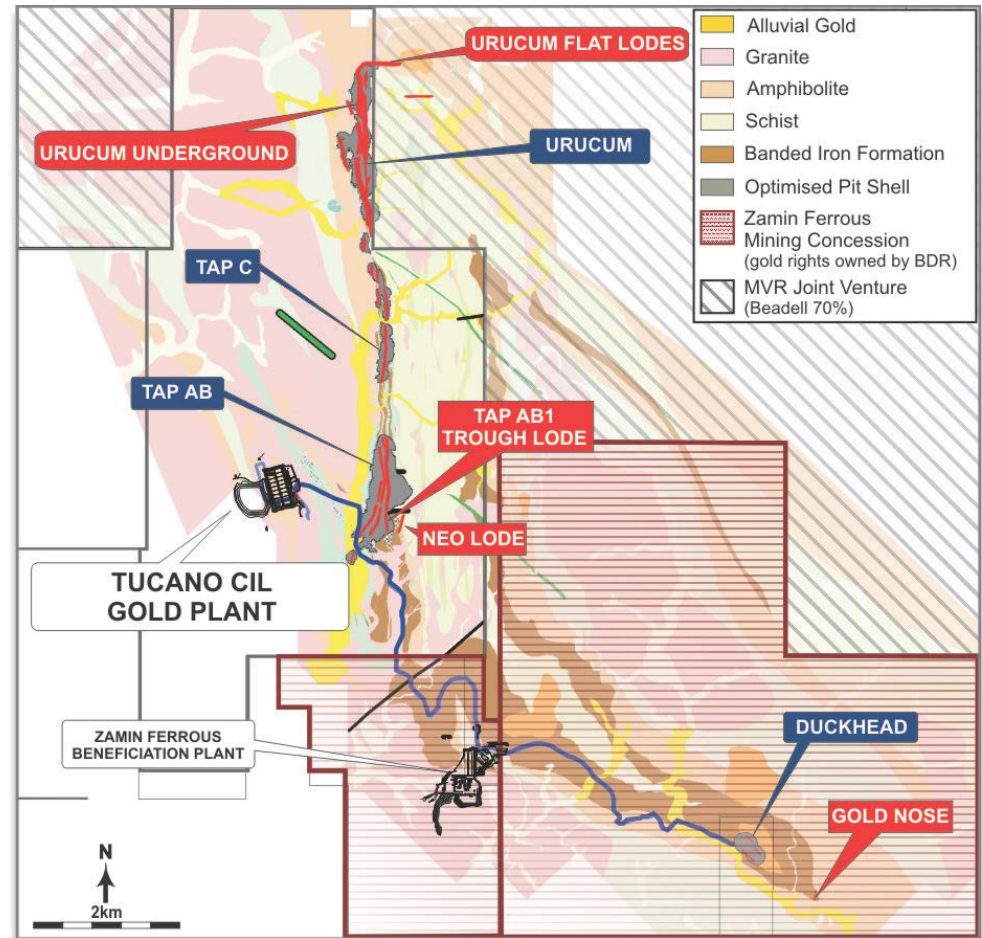 URUCUM FLAT LODES
URUCUM UNDERGROUND
URUCUM
TAP C
TAP AB
TAP AB1
TROUGH LODE
NEO LODE
TUCANO CIL
GOLD PLANT
ZAMIN FERROUS
BENEFICIATION PLANT
DUCKHEAD
GOLD NOSE
N
2km
Alluvial Gold
Granite
Amphibolite
Schist
Banded Iron Formation
Optimised Pit Shell
Zamin Ferrous
Mining Concession
(gold rights owned by BDR)
MVR Joint Venture
(Beadell 70%)